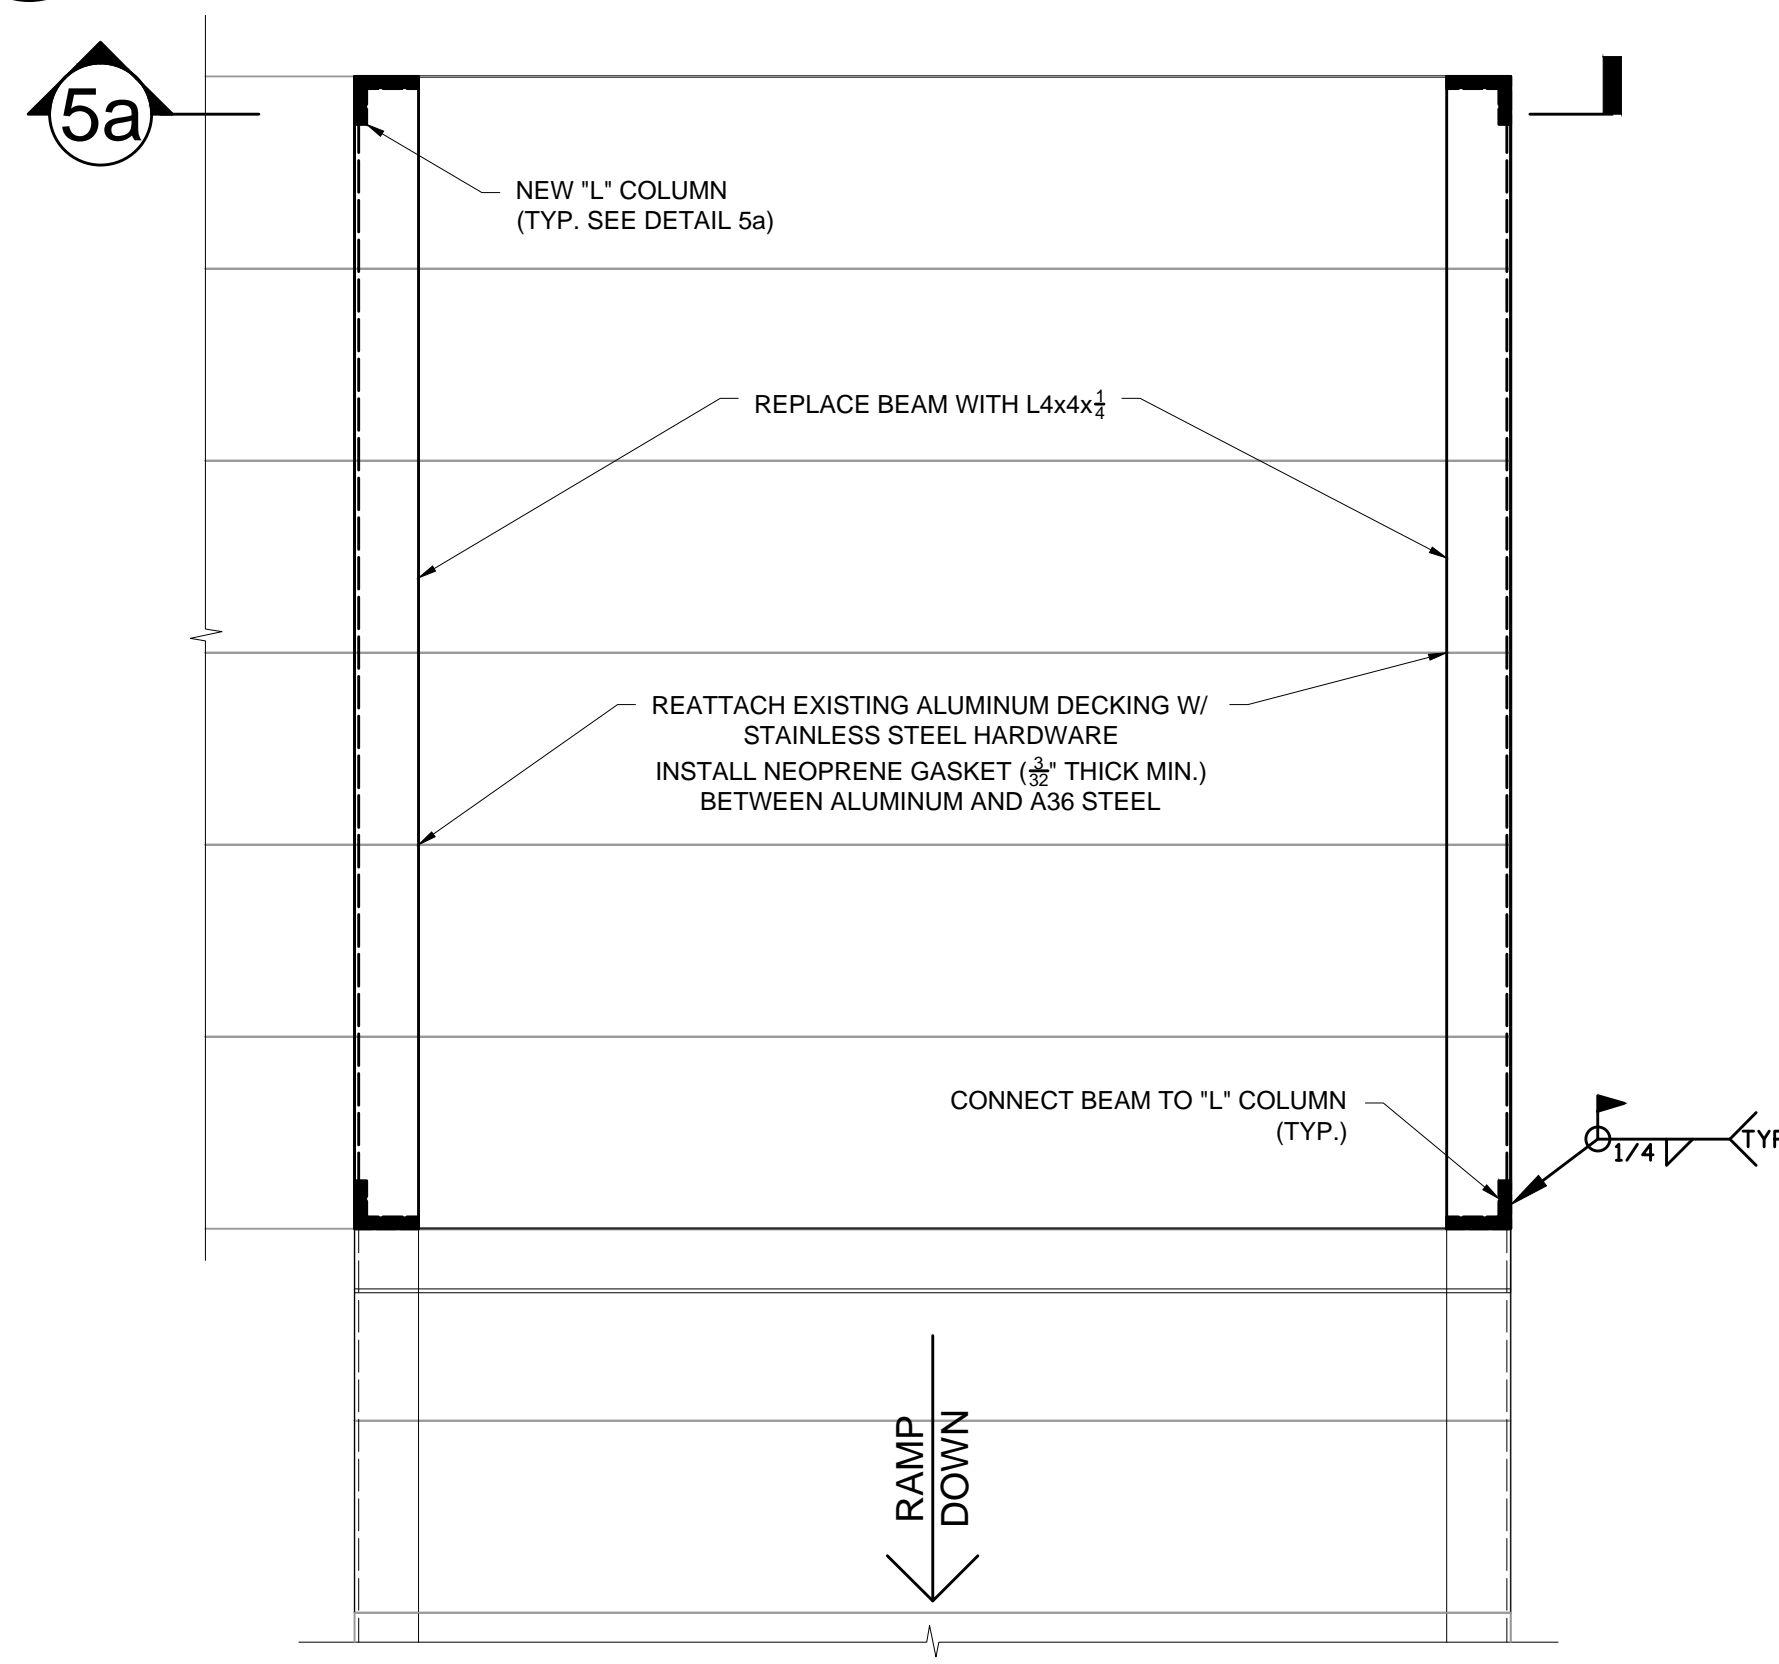 5a
NEW "L" COLUMN
(TYP. SEE DETAIL 5a)
REPLACE BEAM WITH L4x4x1/4
REATTACH EXISTING ALUMINUM DECKING W/
STAINLESS STEEL HARDWARE
INSTALL NEOPRENE GASKET (3/32" THICK MIN.)
BETWEEN ALUMINUM AND A36 STEEL
CONNECT BEAM TO "L" COLUMN
(TYP.)
1/4
TYP
RAMP
DOWN